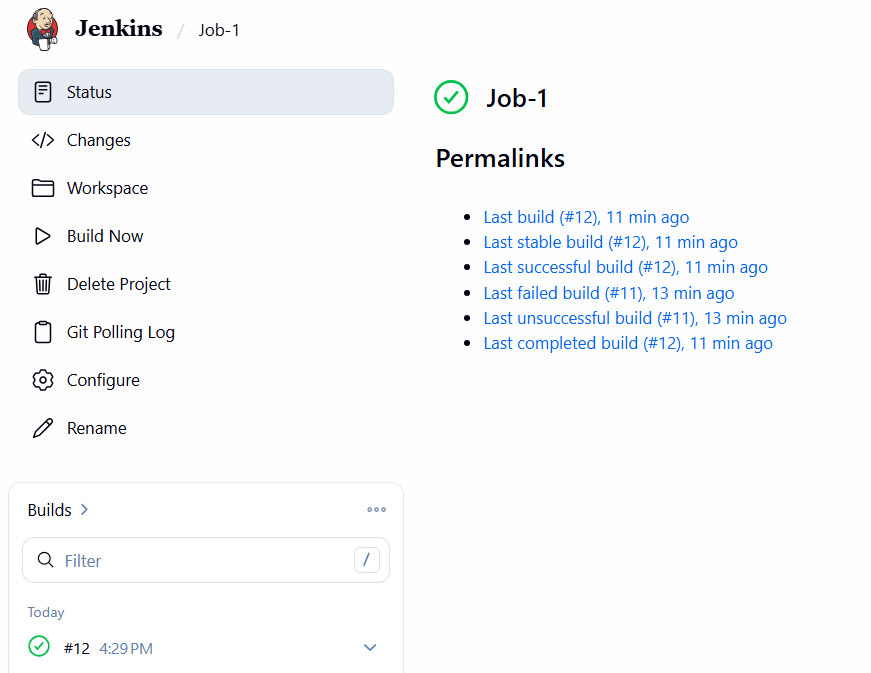 Jenkins / Job-1
Status
Changes
Workspace
Build Now
Delete Project
Git Polling Log
Configure
Rename
Builds
Filter /
Today
#12 4:29 PM
Job-1
Permalinks
Last build (#12), 11 min ago
Last stable build (#12), 11 min ago
Last successful build (#12), 11 min ago
Last failed build (#11), 13 min ago
Last unsuccessful build (#11), 13 min ago
Last completed build (#12), 11 min ago